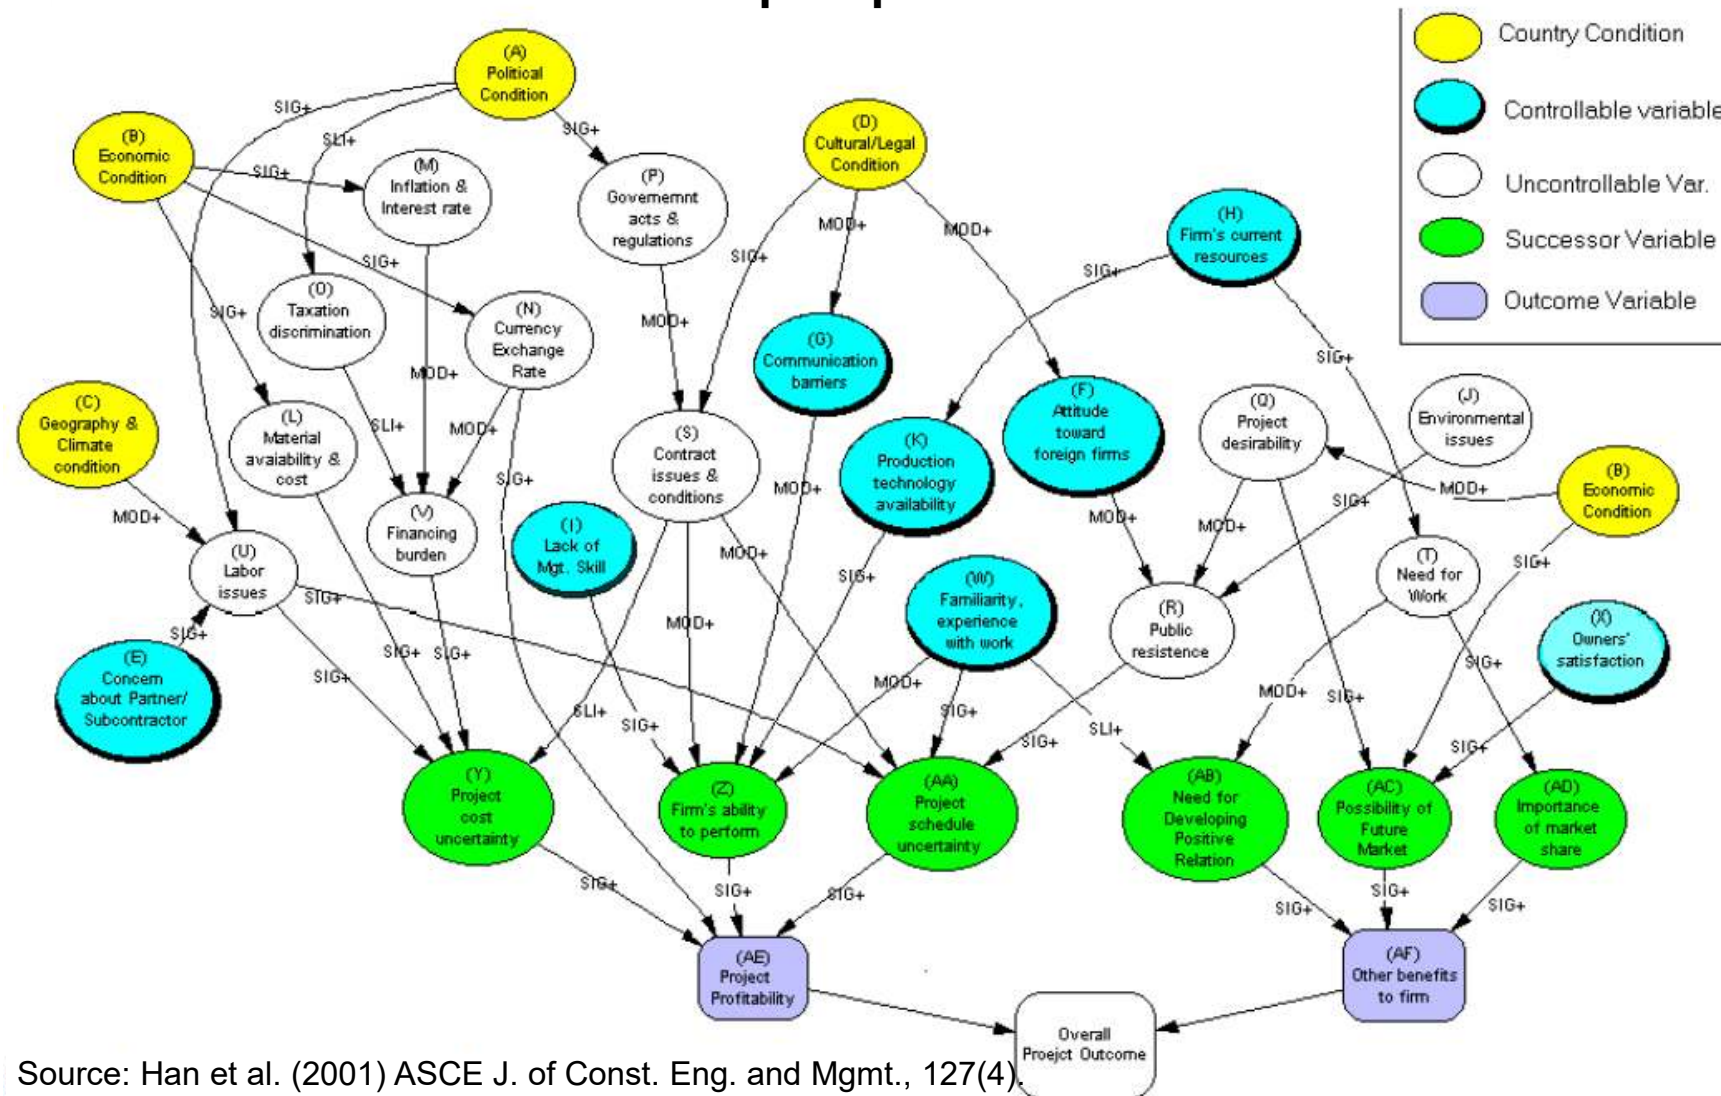 Country Condition
Controllable variable
Uncontrollable Var.
Successor Variable
Outcome Variable
(A)
Political
Condition
(B)
Economic
Condition
(M)
Inflation &
Interest rate
(P)
Governemnt
acts &
regulations
(D)
Cultural/Legal
Condition
(H)
Firm's current
resources
(O)
Taxation
discrimination
(N)
Currency
Exchange
Rate
(G)
Communication
barriers
(C)
Geography &
Climate
condition
(L)
Material
avaiability &
cost
(S)
Contract
issues &
conditions
(K)
Production
technology
availability
(F)
Attitude
toward
foreign firms
(Q)
Project
desirability
(J)
Environmental
issues
(B)
Economic
Condition
(V)
Financing
burden
(I)
Lack of
Mgt. Skill
(U)
Labor
issues
(W)
Familiarity,
experience
with work
(R)
Public
resistence
(T)
Need for
Work
(X)
Owners'
satisfaction
(E)
Concern
about Partner/
Subcontractor
(Y)
Project
cost
uncertainty
(Z)
Firm's ability
to perform
(AA)
Project
schedule
uncertainty
(AB)
Need for
Developing
Positive
Relation
(AC)
Possibility of
Future
Market
(AD)
Importance
of market
share
(AE)
Project
Profitability
(AF)
Other benefits
to firm
Overall
Proejct Outcome
SIG+
SLI+
SIG+
SIG+
SIG+
SIG+
MOD+
SLI+
MOD+
SIG+
MOD+
MOD+
SIG+
MOD+
MOD+
SIG+
SIG+
MOD+
SIG+
MOD+
SIG+
MOD+
MOD+
SIG+
MOD+
MOD+
SIG+
SIG+
SIG+
SIG+
SIG+
SIG+
MOD+
MOD+
SIG+
SLI+
SIG+
SIG+
SIG+
SLI+
MOD+
SIG+
SIG+
SIG+
SIG+
SIG+
SIG+
SIG+
SIG+
SIG+
Source: Han et al. (2001) ASCE J. of Const. Eng. and Mgmt., 127(4).